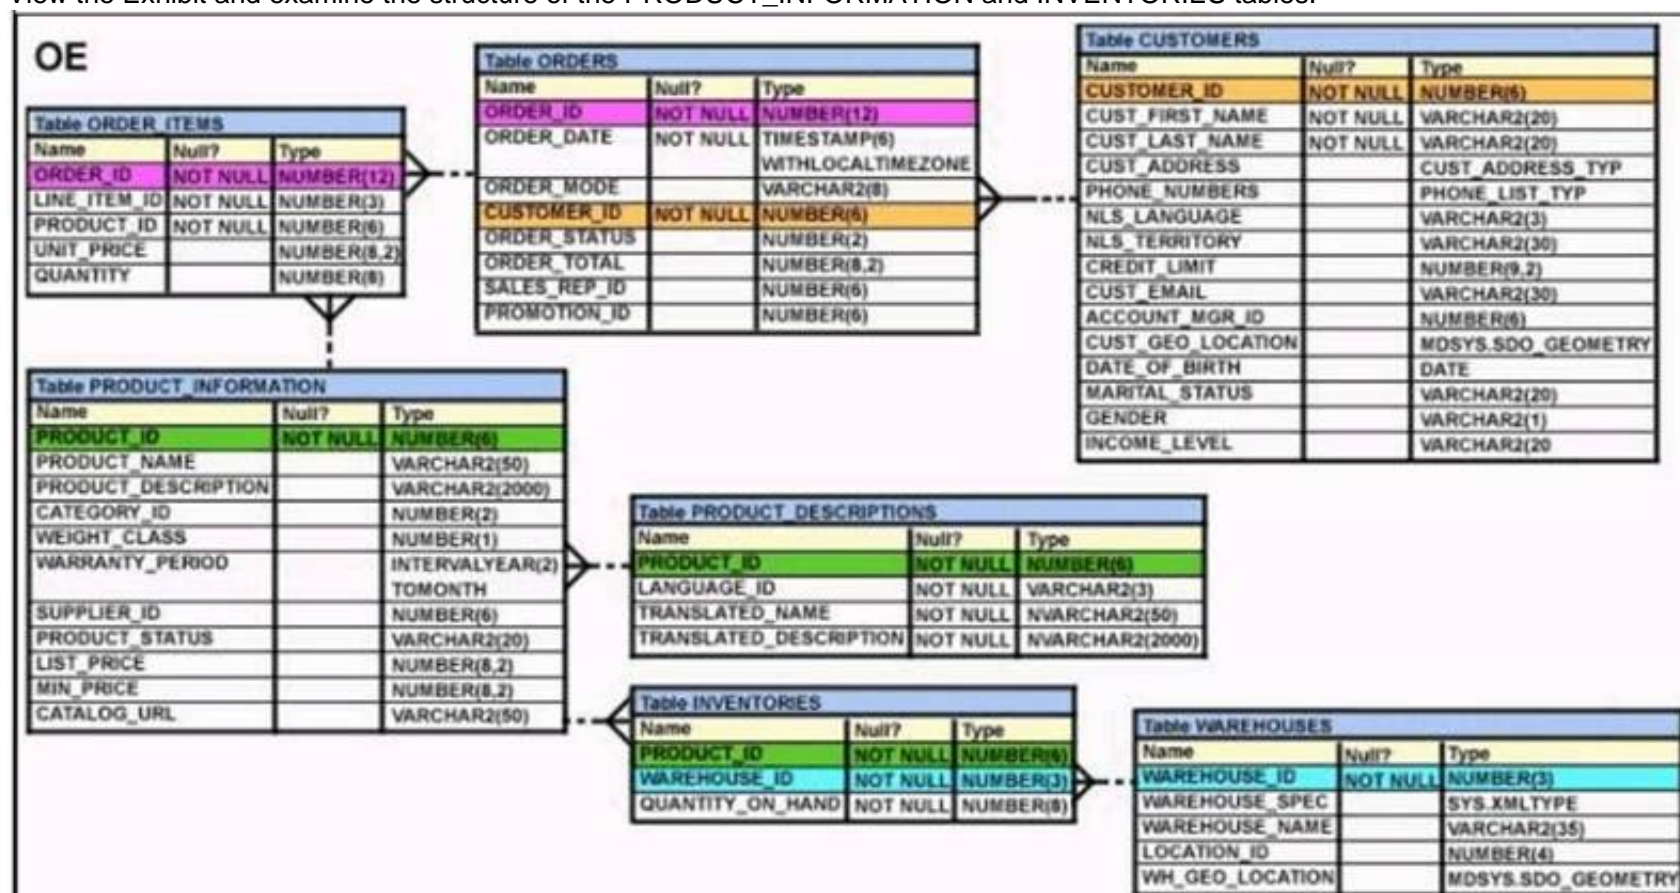 View the Exhibit and examine the structure of the PRODUCT_INFORMATION and INVENTORIES tables.
OE
Table ORDER_ITEMS
Name Null? Type
ORDER_ID NOT NULL NUMBER(12)
LINE_ITEM_ID NOT NULL NUMBER(3)
PRODUCT_ID NOT NULL NUMBER(6)
UNIT_PRICE NUMBER(8,2)
QUANTITY NUMBER(8)
Table ORDERS
Name Null? Type
ORDER_ID NOT NULL NUMBER(12)
ORDER_DATE NOT NULL TIMESTAMP(6)
WITHLOCALTIMEZONE
ORDER_MODE VARCHAR2(8)
CUSTOMER_ID NOT NULL NUMBER(6)
ORDER_STATUS NUMBER(2)
ORDER_TOTAL NUMBER(8,2)
SALES_REP_ID NUMBER(6)
PROMOTION_ID NUMBER(6)
Table CUSTOMERS
Name Null? Type
CUSTOMER_ID NOT NULL NUMBER(6)
CUST_FIRST_NAME NOT NULL VARCHAR2(20)
CUST_LAST_NAME NOT NULL VARCHAR2(20)
CUST_ADDRESS CUST_ADDRESS_TYP
PHONE_NUMBERS PHONE_LIST_TYP
NLS_LANGUAGE VARCHAR2(3)
NLS_TERRITORY VARCHAR2(30)
CREDIT_LIMIT NUMBER(9,2)
CUST_EMAIL VARCHAR2(30)
ACCOUNT_MGR_ID NUMBER(6)
CUST_GEO_LOCATION MDSYS.SDO_GEOMETRY
DATE_OF_BIRTH DATE
MARITAL_STATUS VARCHAR2(20)
GENDER VARCHAR2(1)
INCOME_LEVEL VARCHAR2(20
Table PRODUCT_INFORMATION
Name Null? Type
PRODUCT_ID NOT NULL NUMBER(6)
PRODUCT_NAME VARCHAR2(50)
PRODUCT_DESCRIPTION VARCHAR2(2000)
CATEGORY_ID NUMBER(2)
WEIGHT_CLASS NUMBER(1)
WARRANTY_PERIOD INTERVALYEAR(2)
TOMONTH
SUPPLIER_ID NUMBER(6)
PRODUCT_STATUS VARCHAR2(20)
LIST_PRICE NUMBER(8,2)
MIN_PRICE NUMBER(8,2)
CATALOG_URL VARCHAR2(50)
Table PRODUCT_DESCRIPTIONS
Name Null? Type
PRODUCT_ID NOT NULL NUMBER(6)
LANGUAGE_ID NOT NULL VARCHAR2(3)
TRANSLATED_NAME NOT NULL NVARCHAR2(50)
TRANSLATED_DESCRIPTION NOT NULL NVARCHAR2(2000)
Table INVENTORIES
Name Null? Type
PRODUCT_ID NOT NULL NUMBER(6)
WAREHOUSE_ID NOT NULL NUMBER(3)
QUANTITY_ON_HAND NOT NULL NUMBER(8)
Table WAREHOUSES
Name Null? Type
WAREHOUSE_ID NOT NULL NUMBER(3)
WAREHOUSE_SPEC SYS.XMLTYPE
WAREHOUSE_NAME VARCHAR2(35)
LOCATION_ID NUMBER(4)
WH_GEO_LOCATION MDSYS.SDO_GEOMETRY